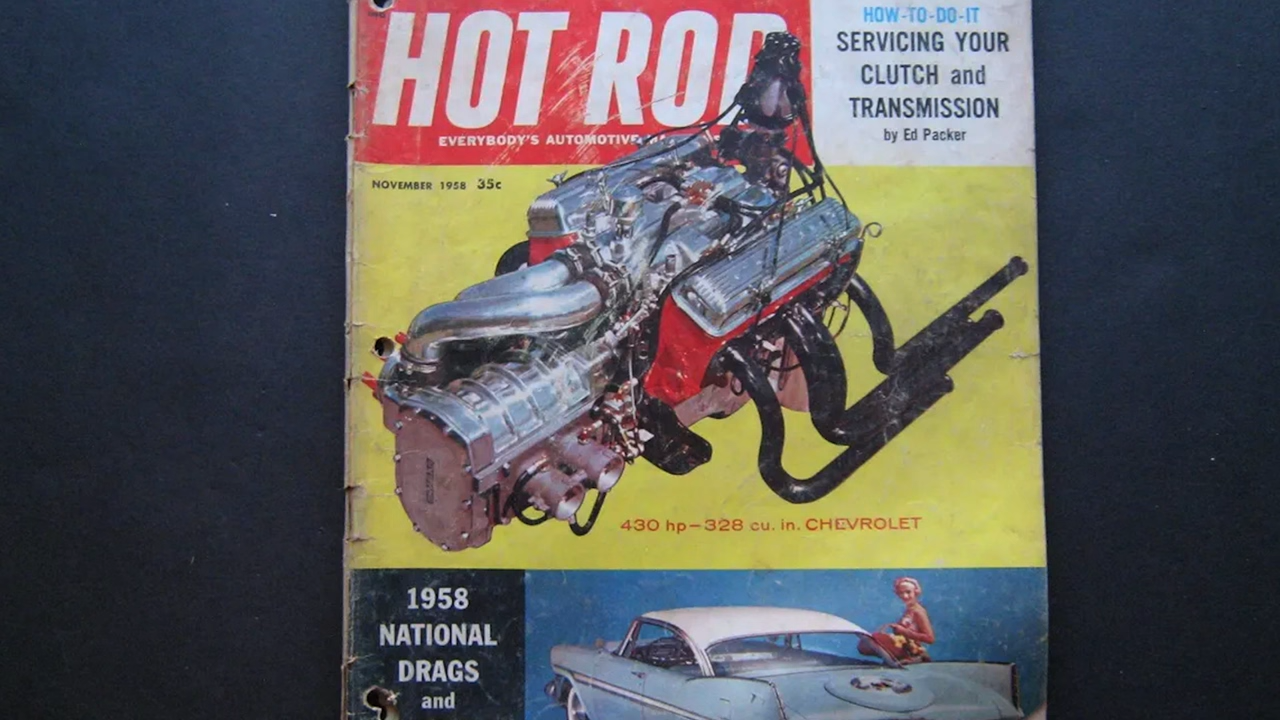 HOT ROD
EVERYBODY'S AUTOMOTIVE
HOW-TO-DO-IT
SERVICING YOUR
CLUTCH and
TRANSMISSION
by Ed Packer
NOVEMBER 1958 35c
430 hp–328 cu. in. CHEVROLET
1958
NATIONAL
DRAGS
and